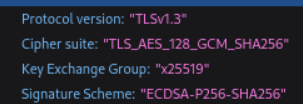 Protocol version: "TLSv1.3"
Cipher suite: "TLS_AES_128_GCM_SHA256"
Key Exchange Group: "x25519"
Signature Scheme: "ECDSA-P256-SHA256"